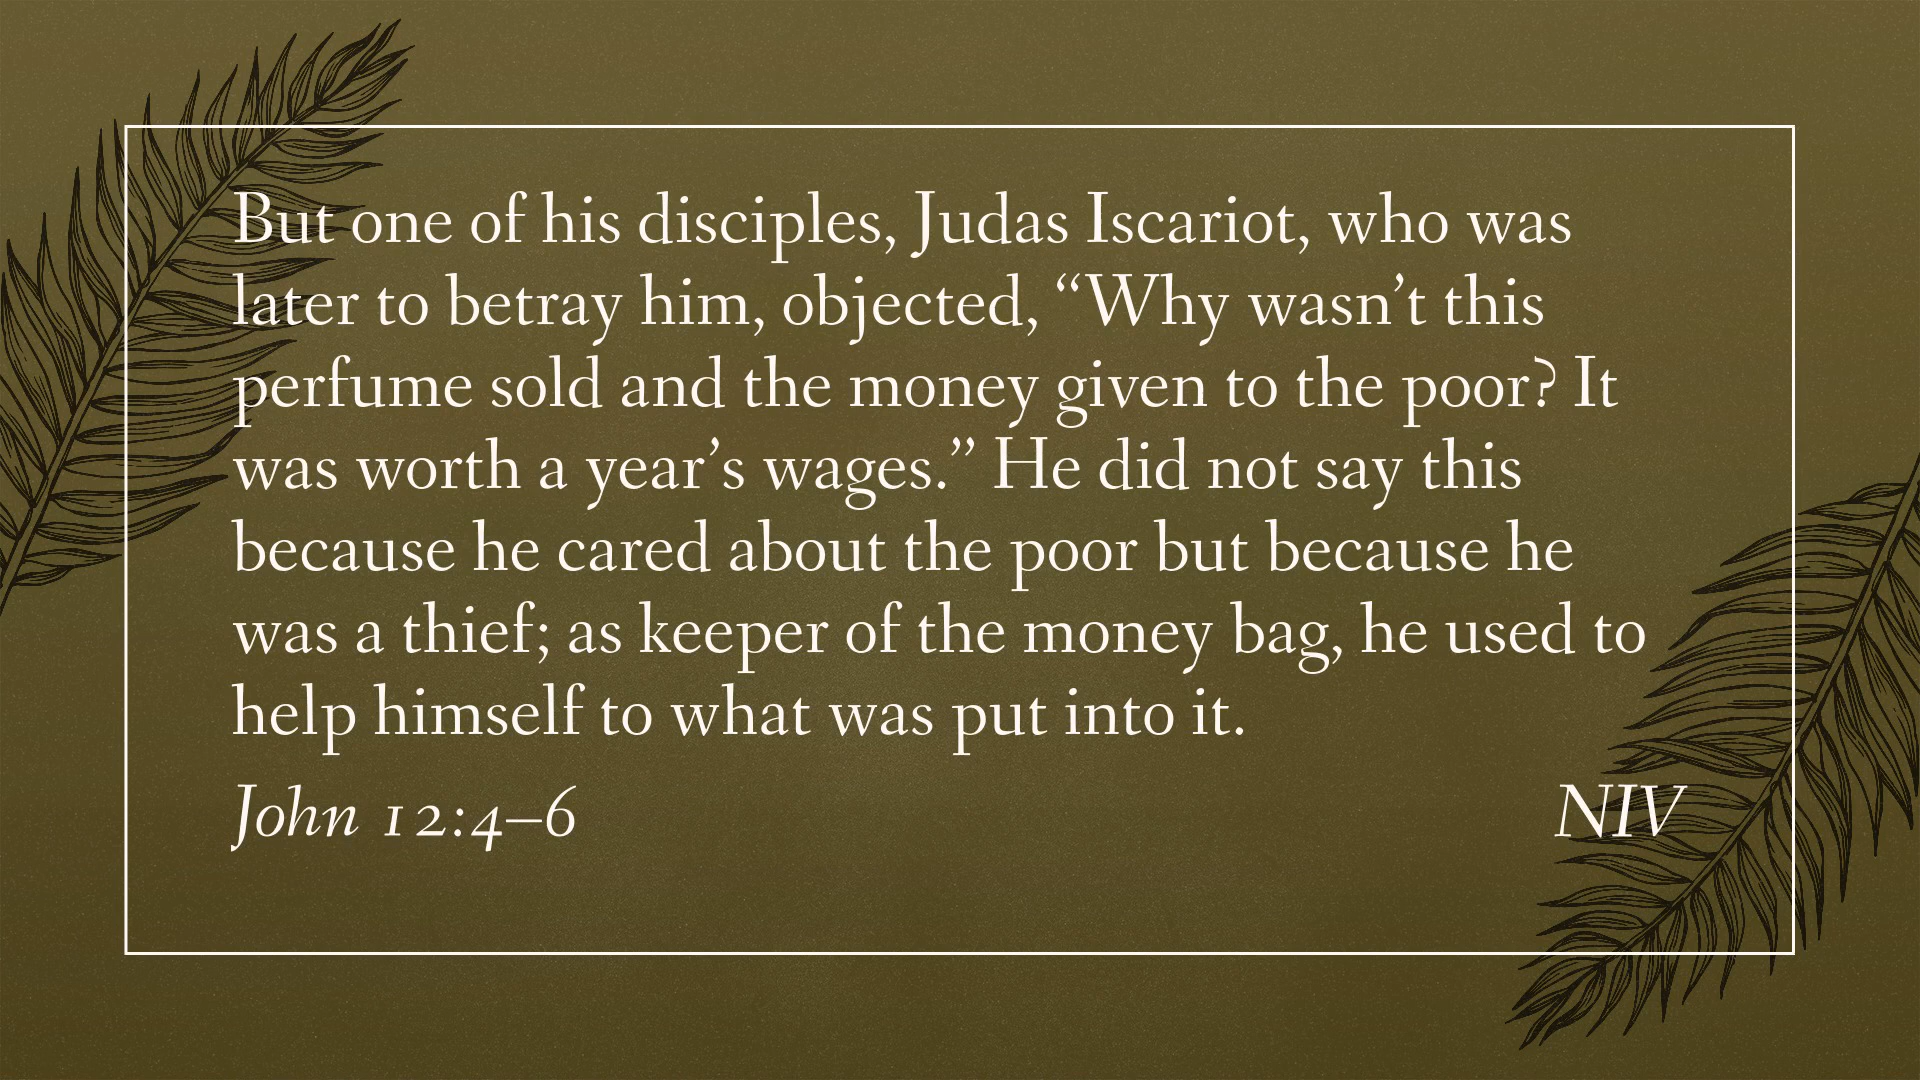 But one of his disciples, Judas Iscariot, who was
later to betray him, objected, “Why wasn’t this
perfume sold and the money given to the poor? It
was worth a year’s wages.” He did not say this
because he cared about the poor but because he
was a thief; as keeper of the money bag, he used to
help himself to what was put into it.
John 12:4–6 NIV